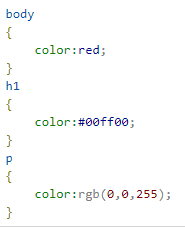 body
{
    color:red;
}
h1
{
    color:#00ff00;
}
p
{
    color:rgb(0,0,255);
}